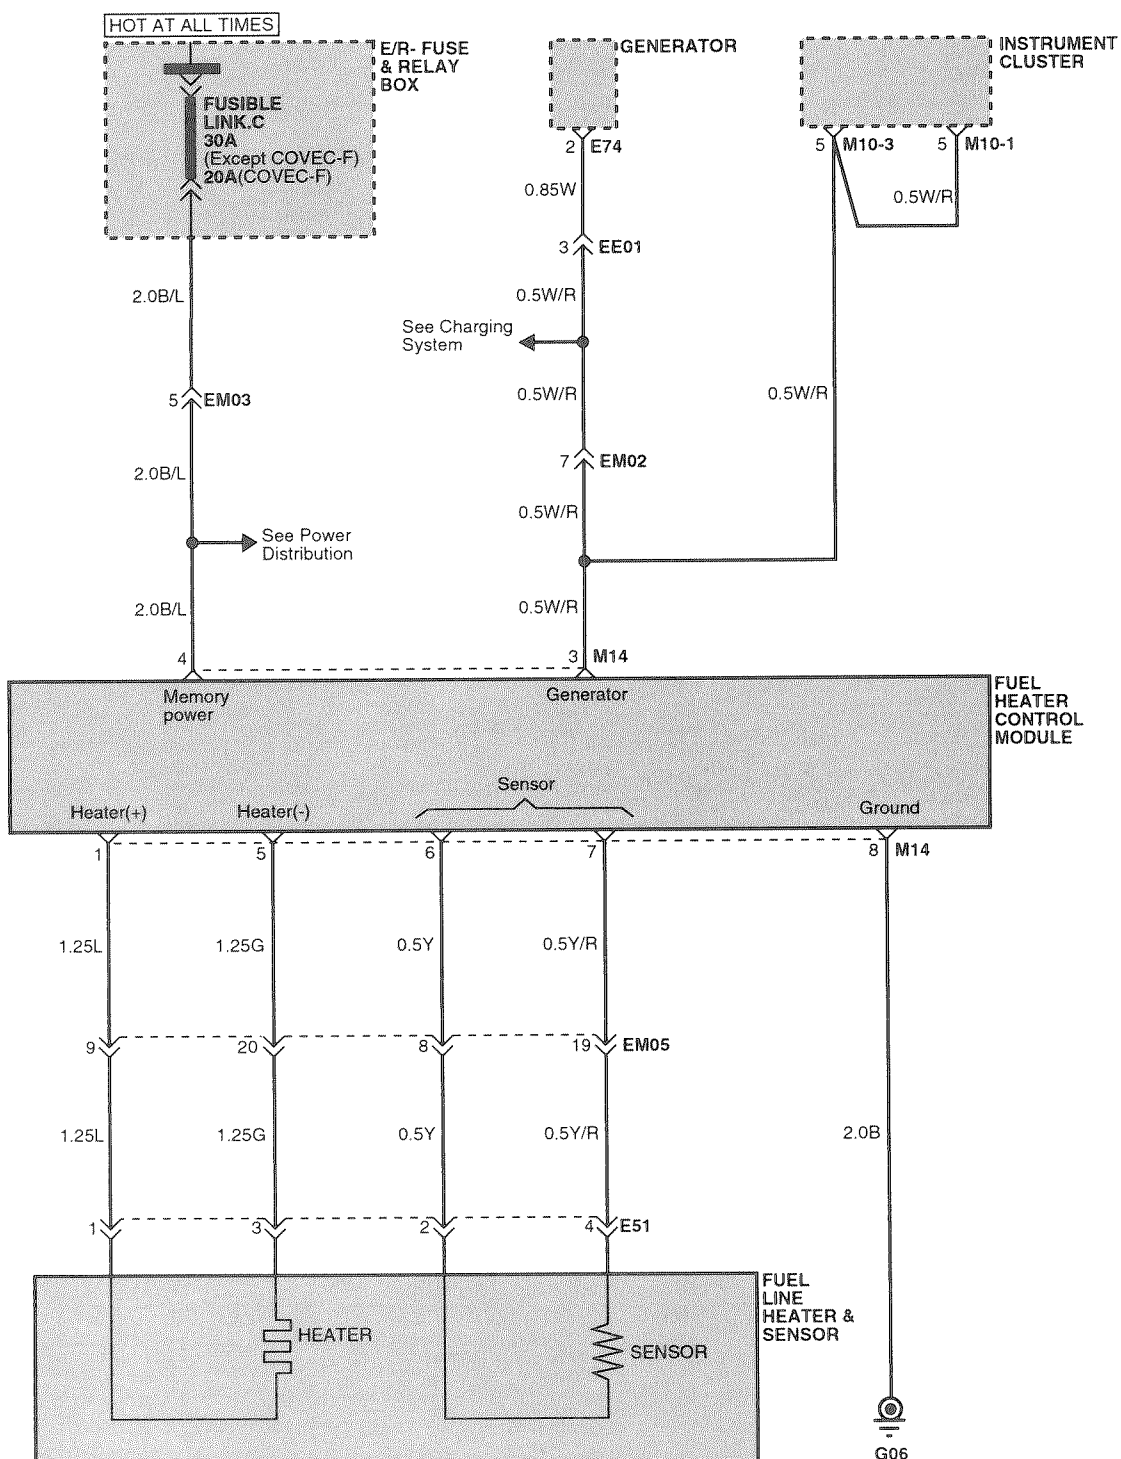 HOT AT ALL TIMES
E/R- FUSE
& RELAY
BOX
FUSIBLE
LINK.C
30A
(Except COVEC-F)
20A(COVEC-F)
GENERATOR
INSTRUMENT
CLUSTER
2 E74
5 M10-3
5 M10-1
0.85W
0.5W/R
3 EE01
2.0B/L
0.5W/R
See Charging
System
5 EM03
0.5W/R
0.5W/R
7 EM02
2.0B/L
0.5W/R
See Power
Distribution
2.0B/L
0.5W/R
4
3 M14
Memory
power
Generator
FUEL
HEATER
CONTROL
MODULE
Sensor
Heater(+)
Heater(-)
Ground
1
5
6
7
8 M14
1.25L
1.25G
0.5Y
0.5Y/R
9
20
8
19 EM05
1.25L
1.25G
0.5Y
0.5Y/R
2.0B
1
3
2
4 E51
FUEL
LINE
HEATER &
SENSOR
HEATER
SENSOR
G06